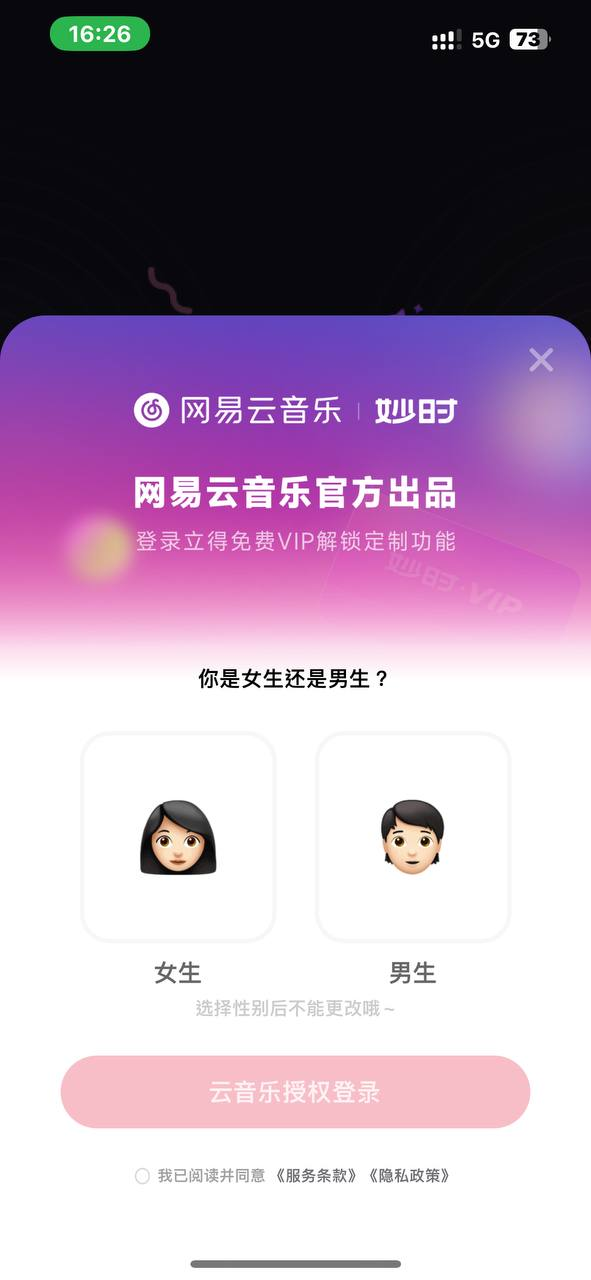 16:26
5G
73
网易云音乐 | 妙时
网易云音乐官方出品
登录立得免费VIP解锁定制功能
妙时·VIP
你是女生还是男生？
女生
男生
选择性别后不能更改哦~
云音乐授权登录
我已阅读并同意 《服务条款》《隐私政策》